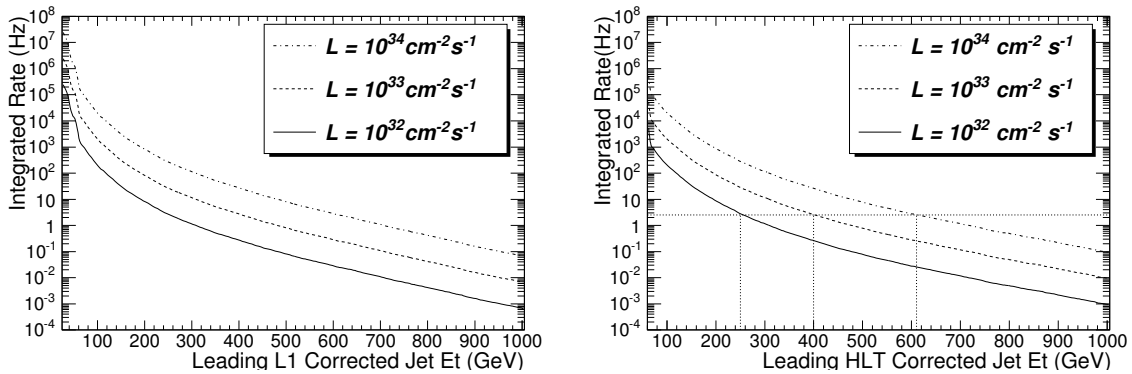 Integrated Rate (Hz)
10^8
10^7
10^6
10^5
10^4
10^3
10^2
10
1
10^-1
10^-2
10^-3
10^-4
L = 10^34 cm^-2 s^-1
L = 10^33 cm^-2 s^-1
L = 10^32 cm^-2 s^-1
100 200 300 400 500 600 700 800 900 1000
Leading L1 Corrected Jet Et (GeV)
Integrated Rate(Hz)
10^8
10^7
10^6
10^5
10^4
10^3
10^2
10
1
10^-1
10^-2
10^-3
10^-4
L = 10^34 cm^-2 s^-1
L = 10^33 cm^-2 s^-1
L = 10^32 cm^-2 s^-1
100 200 300 400 500 600 700 800 900 1000
Leading HLT Corrected Jet Et (GeV)